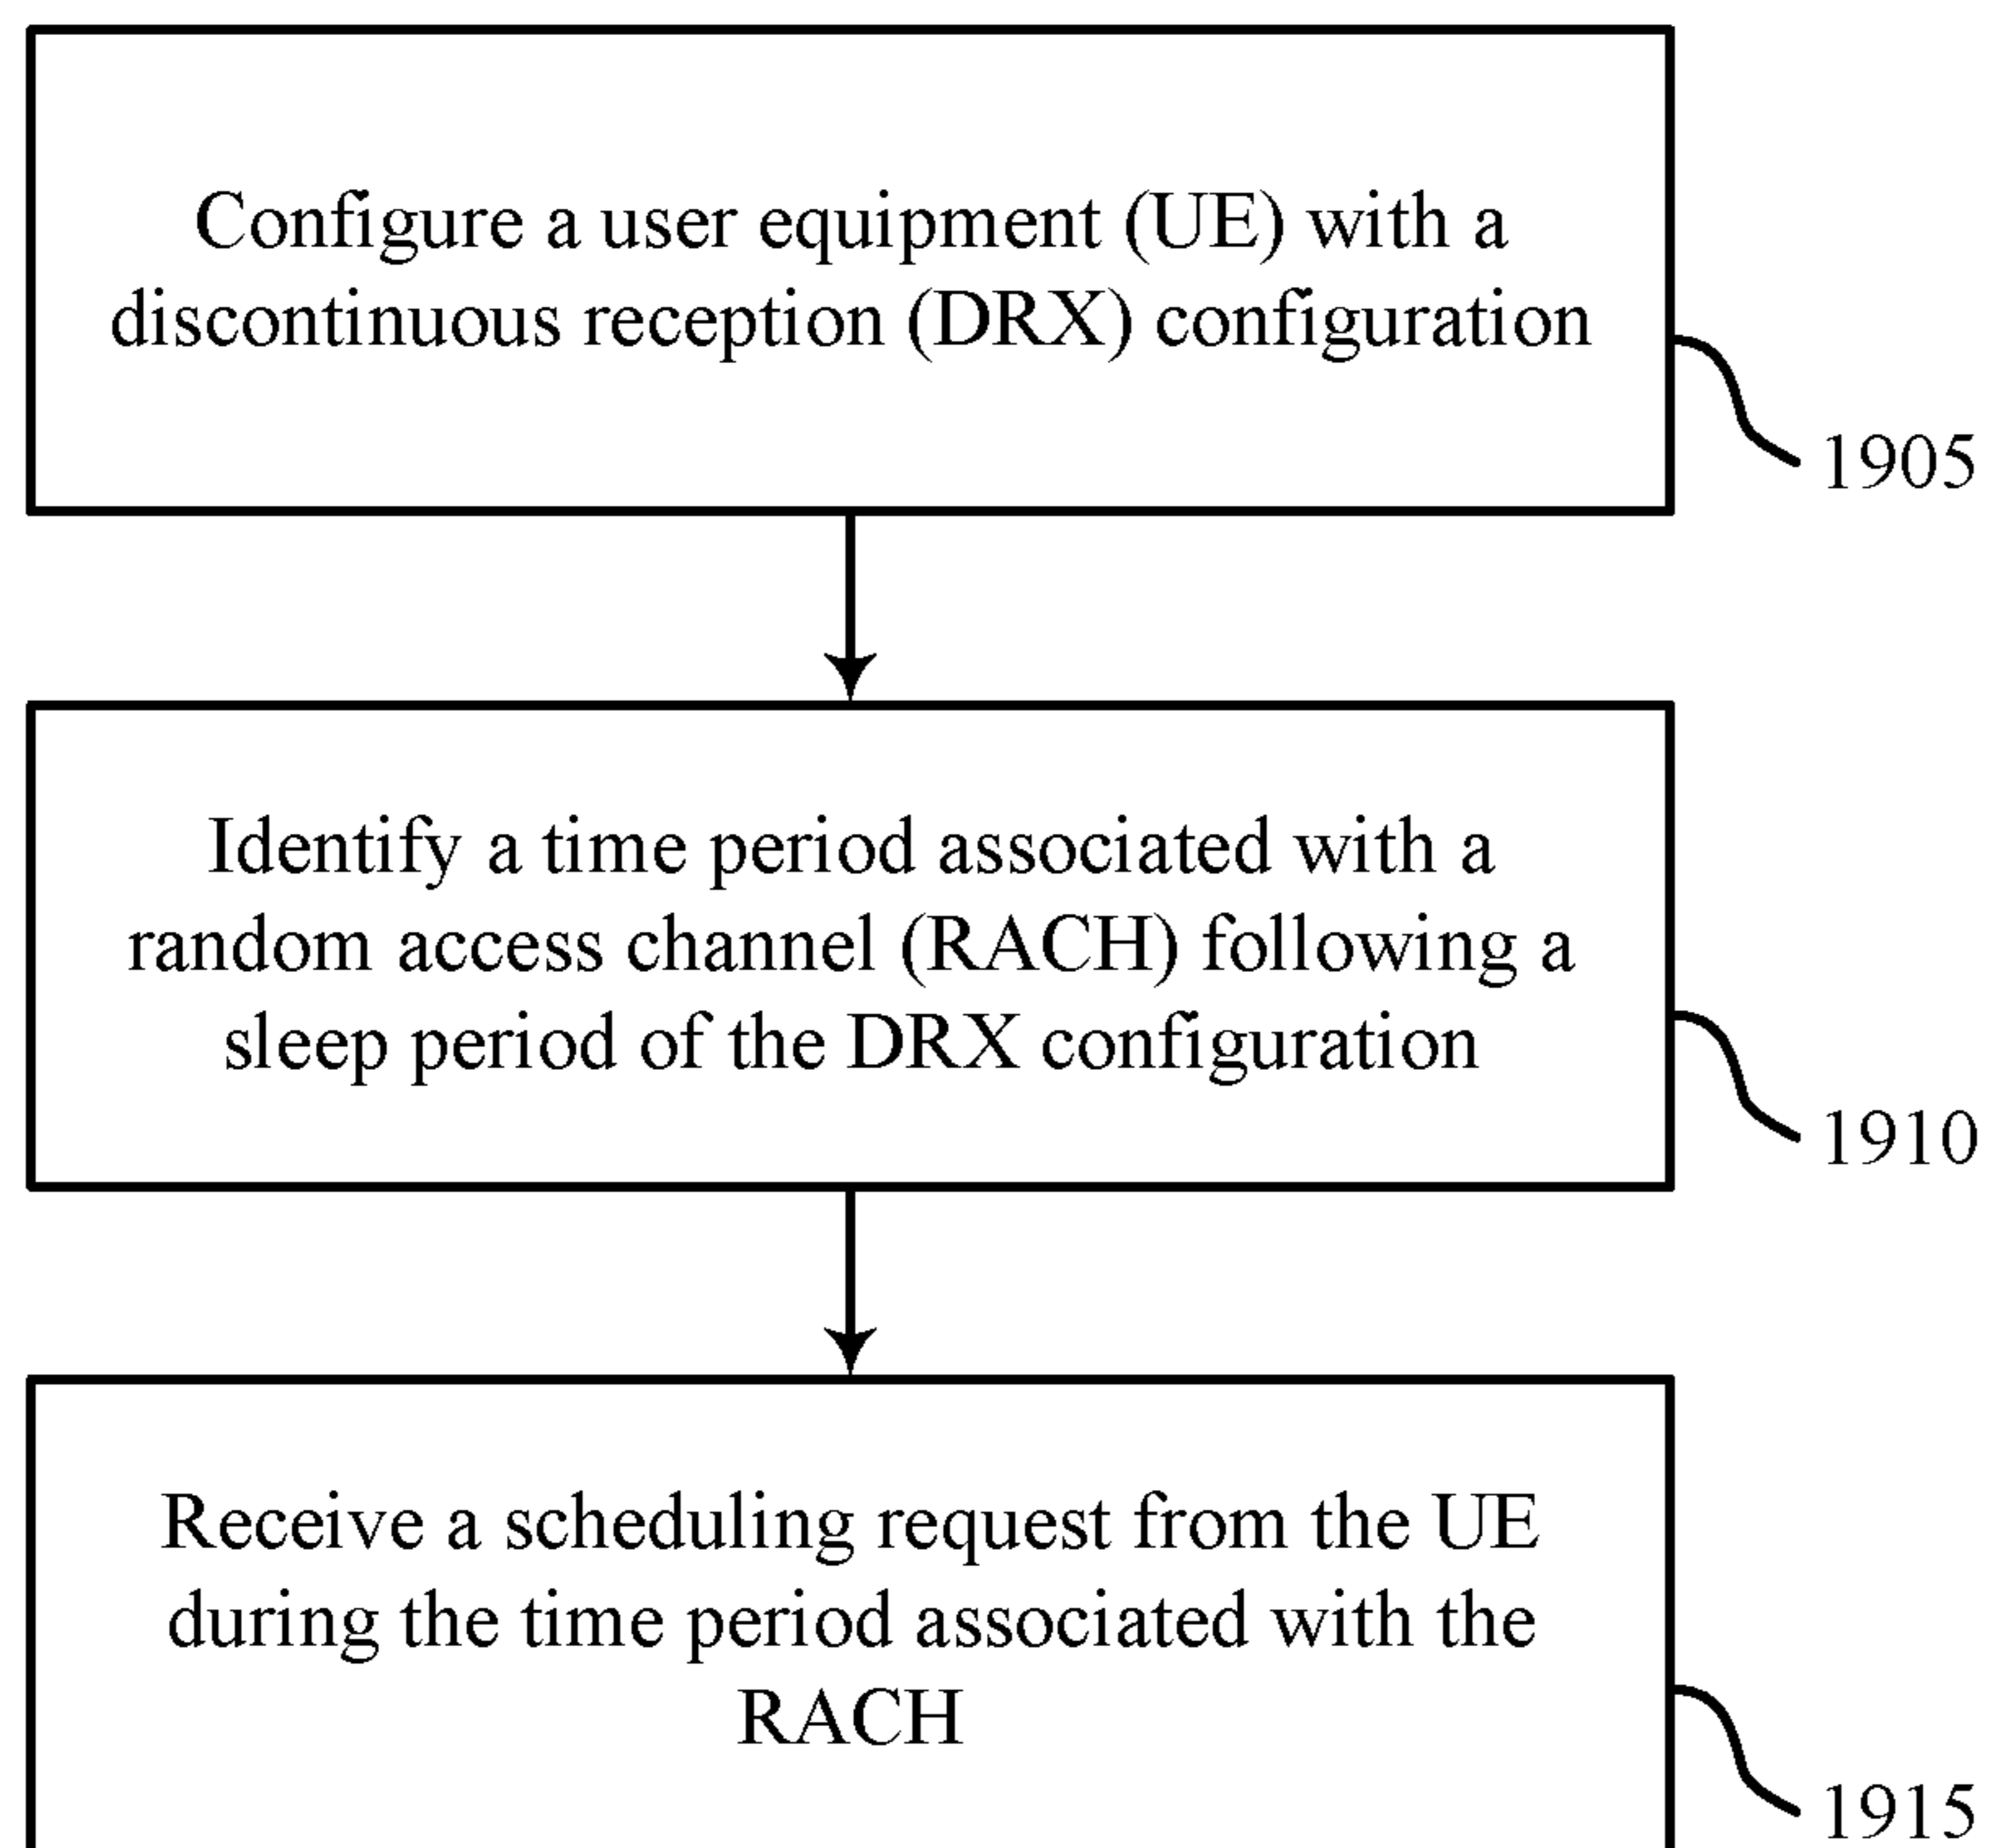 Configure a user equipment (UE) with a
discontinuous reception (DRX) configuration
1905
Identify a time period associated with a
random access channel (RACH) following a
sleep period of the DRX configuration
1910
Receive a scheduling request from the UE
during the time period associated with the
RACH
1915